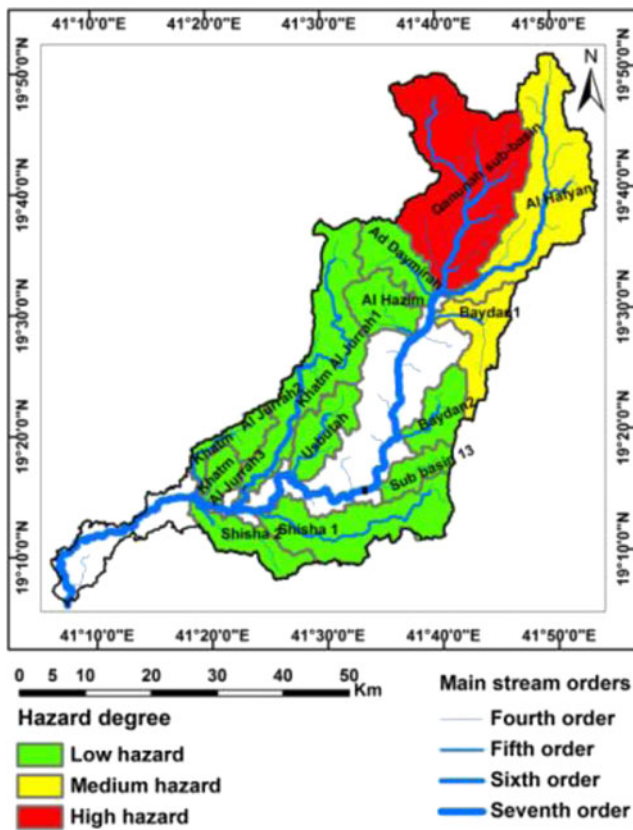 41°10'0"E 41°20'0"E 41°30'0"E 41°40'0"E 41°50'0"E
N
19°50'0"N 19°50'0"N
19°40'0"N 19°40'0"N
19°30'0"N 19°30'0"N
19°20'0"N 19°20'0"N
19°10'0"N 19°10'0"N
Qanunah sub-basin
Al Hafyan
Ad Daymirah
Al Hazim
Baydan1
Khatm Al Jurrah1
Khatm Al Jurrah2
Khatm
Al Jurrah3
Usbutah
Baydan2
Sub basin 13
Shisha 2
Shisha 1
41°10'0"E 41°20'0"E 41°30'0"E 41°40'0"E 41°50'0"E
0 5 10 20 30 40 50
Km
Hazard degree
Low hazard
Medium hazard
High hazard
Main stream orders
Fourth order
Fifth order
Sixth order
Seventh order